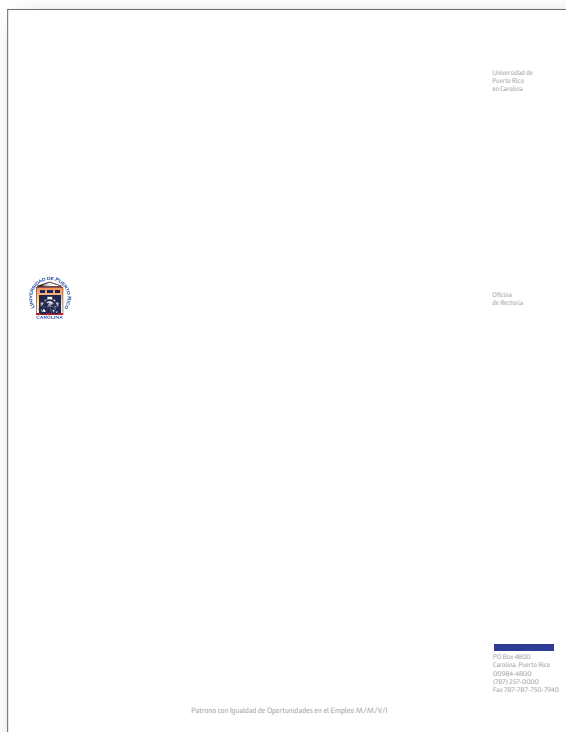 Universidad de
Puerto Rico
en Carolina
UNIVERSIDAD DE PUERTO RICO
CAROLINA
Oficina
de Rectoría
PO Box 4800
Carolina, Puerto Rico
00984-4800
(787) 257-0000
Fax 787-787-750-7940
Patrono con Igualdad de Oportunidades en el Empleo M/M/V/I